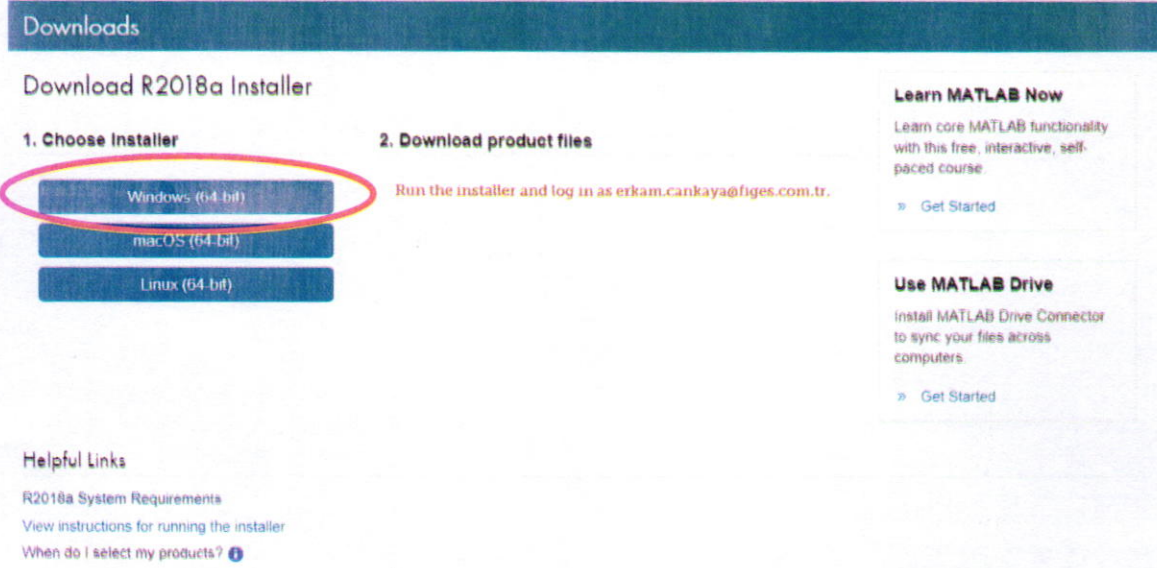 Downloads
Download R2018a Installer
1. Choose Installer
Windows (64-bit)
macOS (64-bit)
Linux (64-bit)
2. Download product files
Run the installer and log in as erkam.cankaya@figes.com.tr.
Learn MATLAB Now
Learn core MATLAB functionality
with this free, interactive, self-
paced course.
» Get Started
Use MATLAB Drive
Install MATLAB Drive Connector
to sync your files across
computers.
» Get Started
Helpful Links
R2018a System Requirements
View instructions for running the installer
When do I select my products?